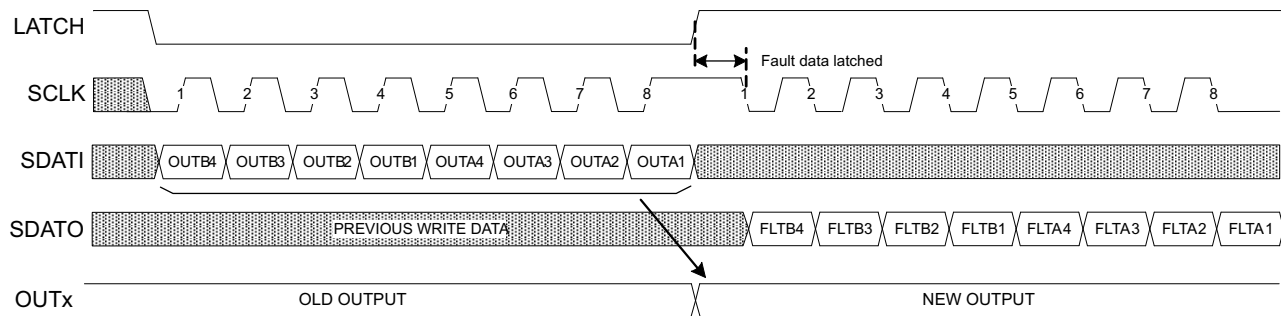 LATCH
Fault data latched
SCLK 1 2 3 4 5 6 7 8 1 2 3 4 5 6 7 8
SDATI OUTB4 OUTB3 OUTB2 OUTB1 OUTA4 OUTA3 OUTA2 OUTA1
SDATO PREVIOUS WRITE DATA FLTB4 FLTB3 FLTB2 FLTB1 FLTA4 FLTA3 FLTA2 FLTA1
OUTx OLD OUTPUT NEW OUTPUT